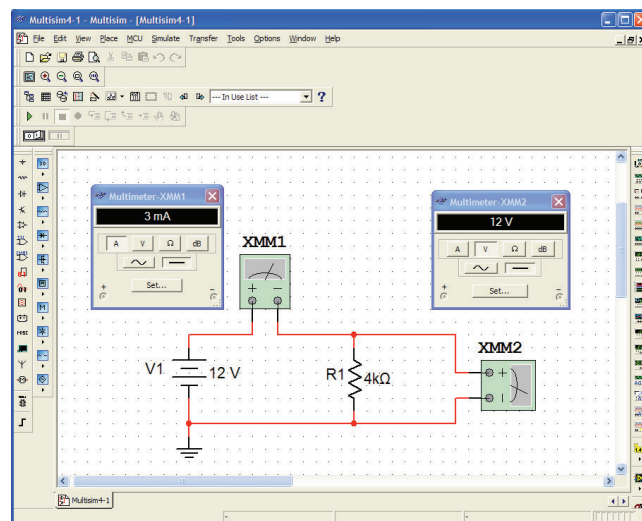 Multisim4-1 - Multisim - [Multisim4-1]
File Edit View Place MCU Simulate Transfer Tools Options Window Help
--- In Use List ---
?
Multimeter-XMM1
3 mA
A V Ω dB
Set...
+ -
XMM1
+ -
Multimeter-XMM2
12 V
A V Ω dB
Set...
+ -
V1 12 V
R1 4kΩ
XMM2
+
MISC
M
Multisim4-1